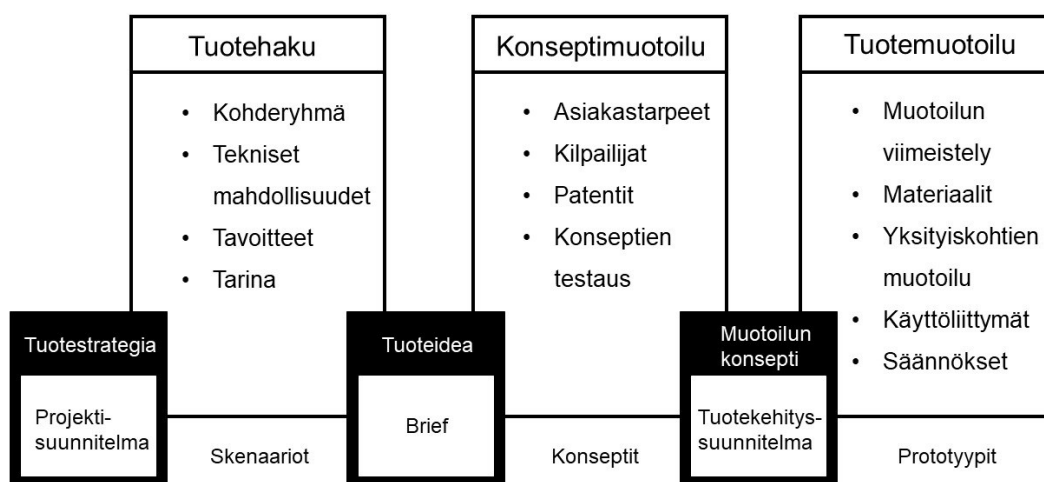 Tuotehaku
• Kohderyhmä
• Tekniset
mahdollisuudet
• Tavoitteet
• Tarina
Konseptimuotoilu
• Asiakastarpeet
• Kilpailijat
• Patentit
• Konseptien
testaus
Tuotemuotoilu
• Muotoilun
viimeistely
• Materiaalit
• Yksityiskohtien
muotoilu
• Käyttöliittymät
• Säännökset
Tuotestrategia
Projekti-
suunnitelma
Skenaariot
Tuoteidea
Brief
Konseptit
Muotoilun
konsepti
Tuotekehitys-
suunnitelma
Prototyypit